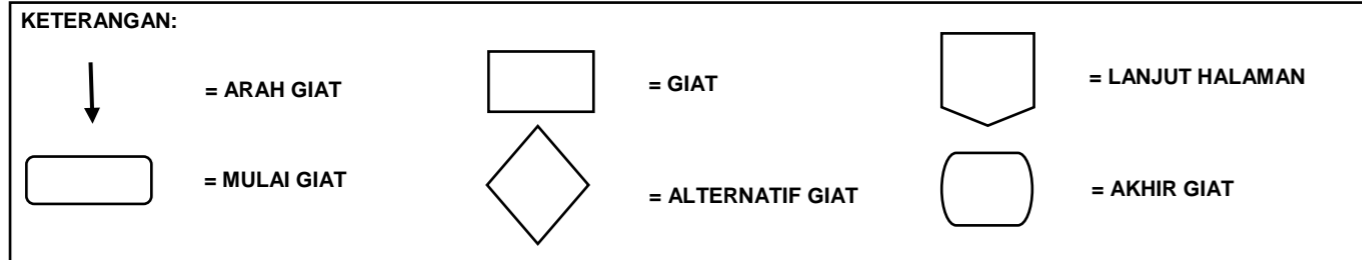 KETERANGAN:
= ARAH GIAT
= GIAT
= LANJUT HALAMAN
= MULAI GIAT
= ALTERNATIF GIAT
= AKHIR GIAT